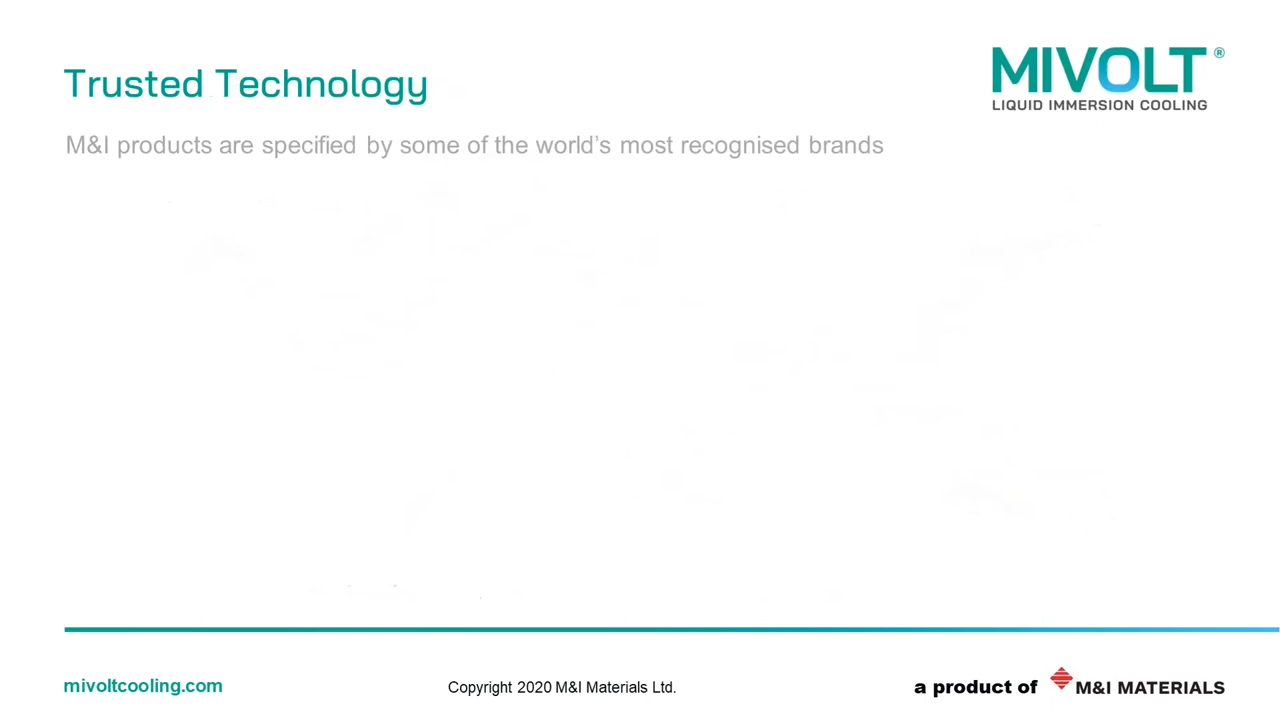 Trusted Technology
MIVOLT®
LIQUID IMMERSION COOLING
M&I products are specified by some of the world's most recognised brands
mivoltcooling.com
Copyright 2020 M&I Materials Ltd.
a product of M&I MATERIALS